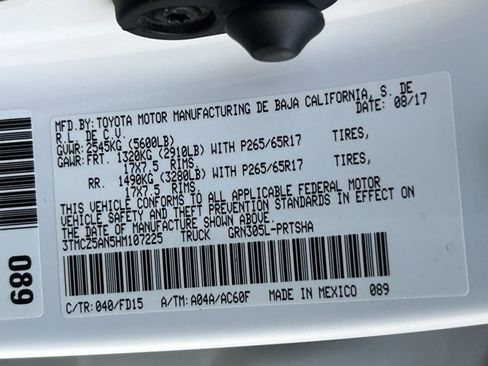 MFD.BY: TOYOTA MOTOR MANUFACTURING DE BAJA CALIFORNIA, S. DE
R.L. DE C.V. DATE: 08/17
GVWR: 2545KG (5600LB)
GAWR: FRT. 1320KG (2910LB) WITH P265/65R17 TIRES,
17X7.5 RIMS.
RR. 1490KG (3280LB) WITH P265/65R17 TIRES,
17X7.5 RIMS.
THIS VEHICLE CONFORMS TO ALL APPLICABLE FEDERAL MOTOR
VEHICLE SAFETY AND THEFT PREVENTION STANDARDS IN EFFECT ON
THE DATE OF MANUFACTURE SHOWN ABOVE.
3TMCZ5AN5HM107225 TRUCK GRN305L-PRTSHA
C/TR: 040/FD15 A/TM: A04A/AC60F MADE IN MEXICO 089
089